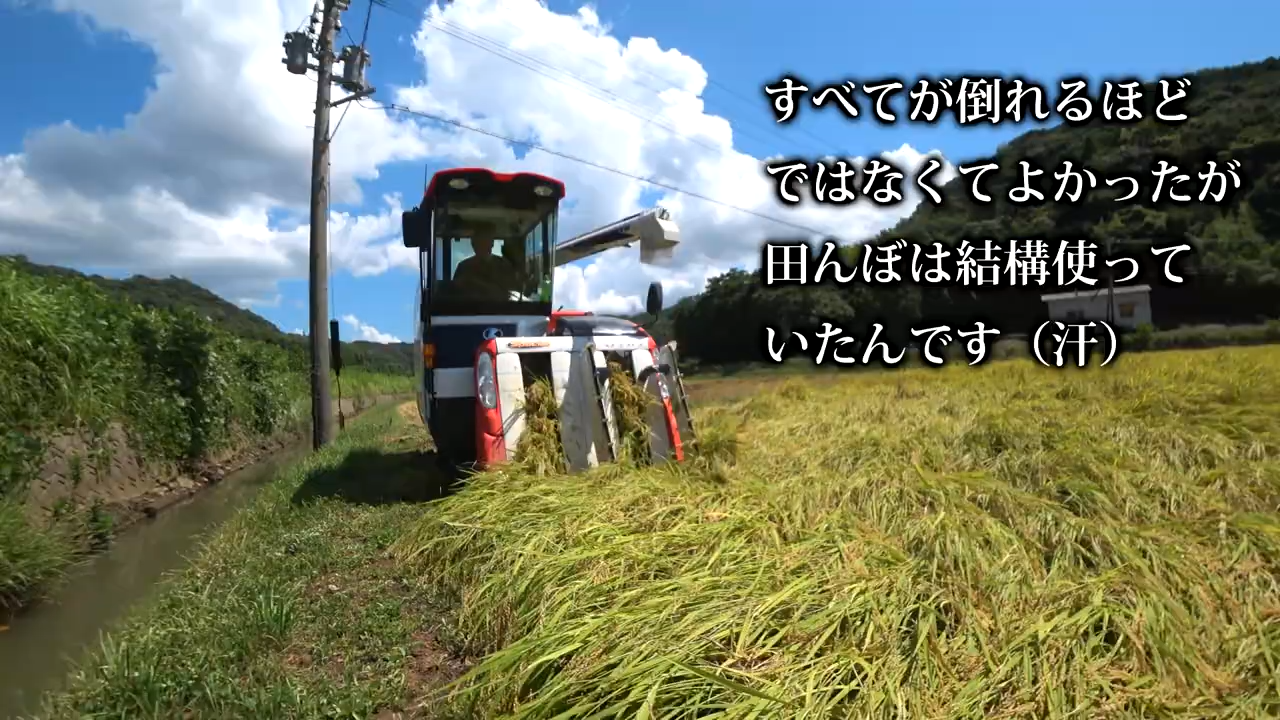 すべてが倒れるほど
ではなくてよかったが
田んぼは結構使って
いたんです（汗）